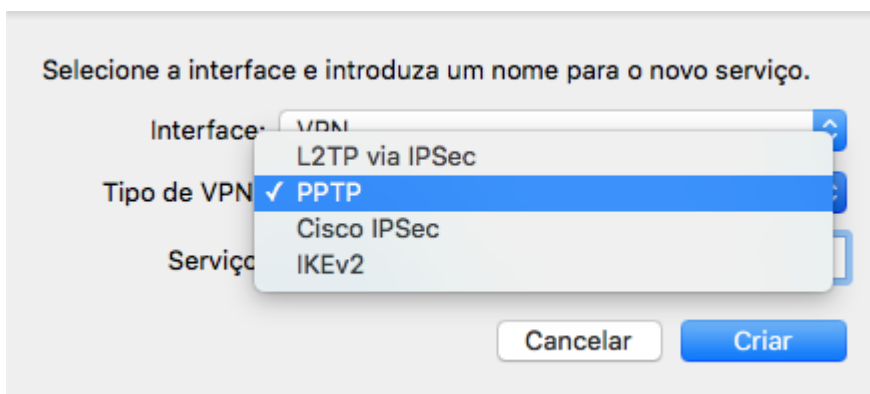 Selecione a interface e introduza um nome para o novo serviço.
Interface: VPN
L2TP via IPSec
Tipo de VPN ✓ PPTP
Cisco IPSec
Serviço
IKEv2
Cancelar
Criar